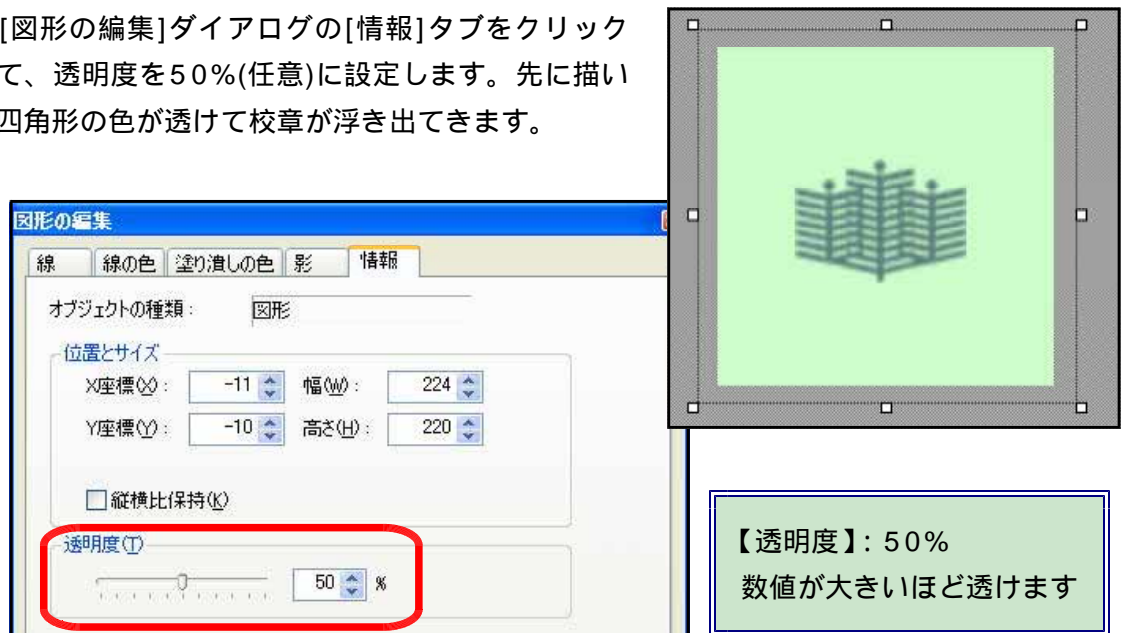 [図形の編集]ダイアログの[情報]タブをクリック
て、透明度を50%(任意)に設定します。先に描い
四角形の色が透けて校章が浮き出てきます。
図形の編集
線 線の色 塗り潰しの色 影 情報
オブジェクトの種類: 図形
位置とサイズ
X座標(X): -11 幅(W): 224
Y座標(Y): -10 高さ(H): 220
縦横比保持(K)
透明度(T)
50 %
【透明度】: 50%
数値が大きいほど透けます